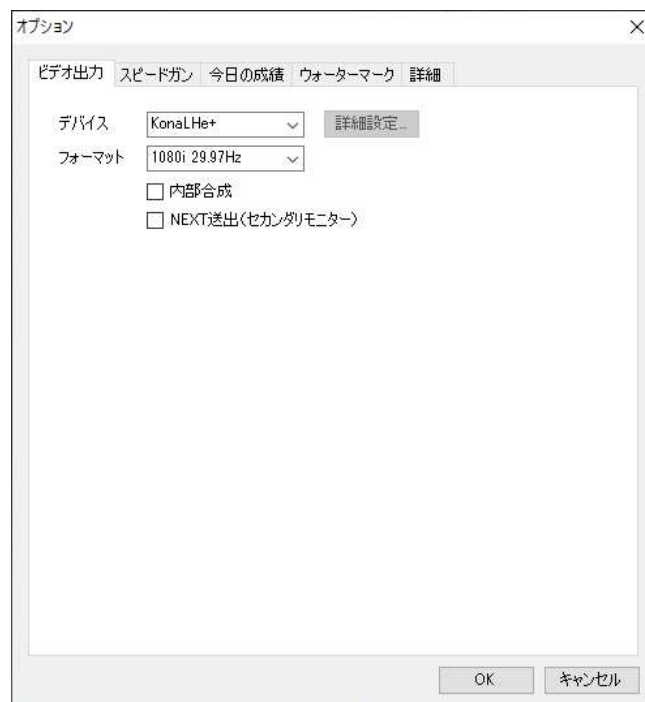 オプション
ビデオ出力 スピードガン 今日の成績 ウォーターマーク 詳細
デバイス KonaLHe+ 詳細設定...
フォーマット 1080i 29.97Hz
内部合成
NEXT送出(セカンダリモニター)
OK キャンセル